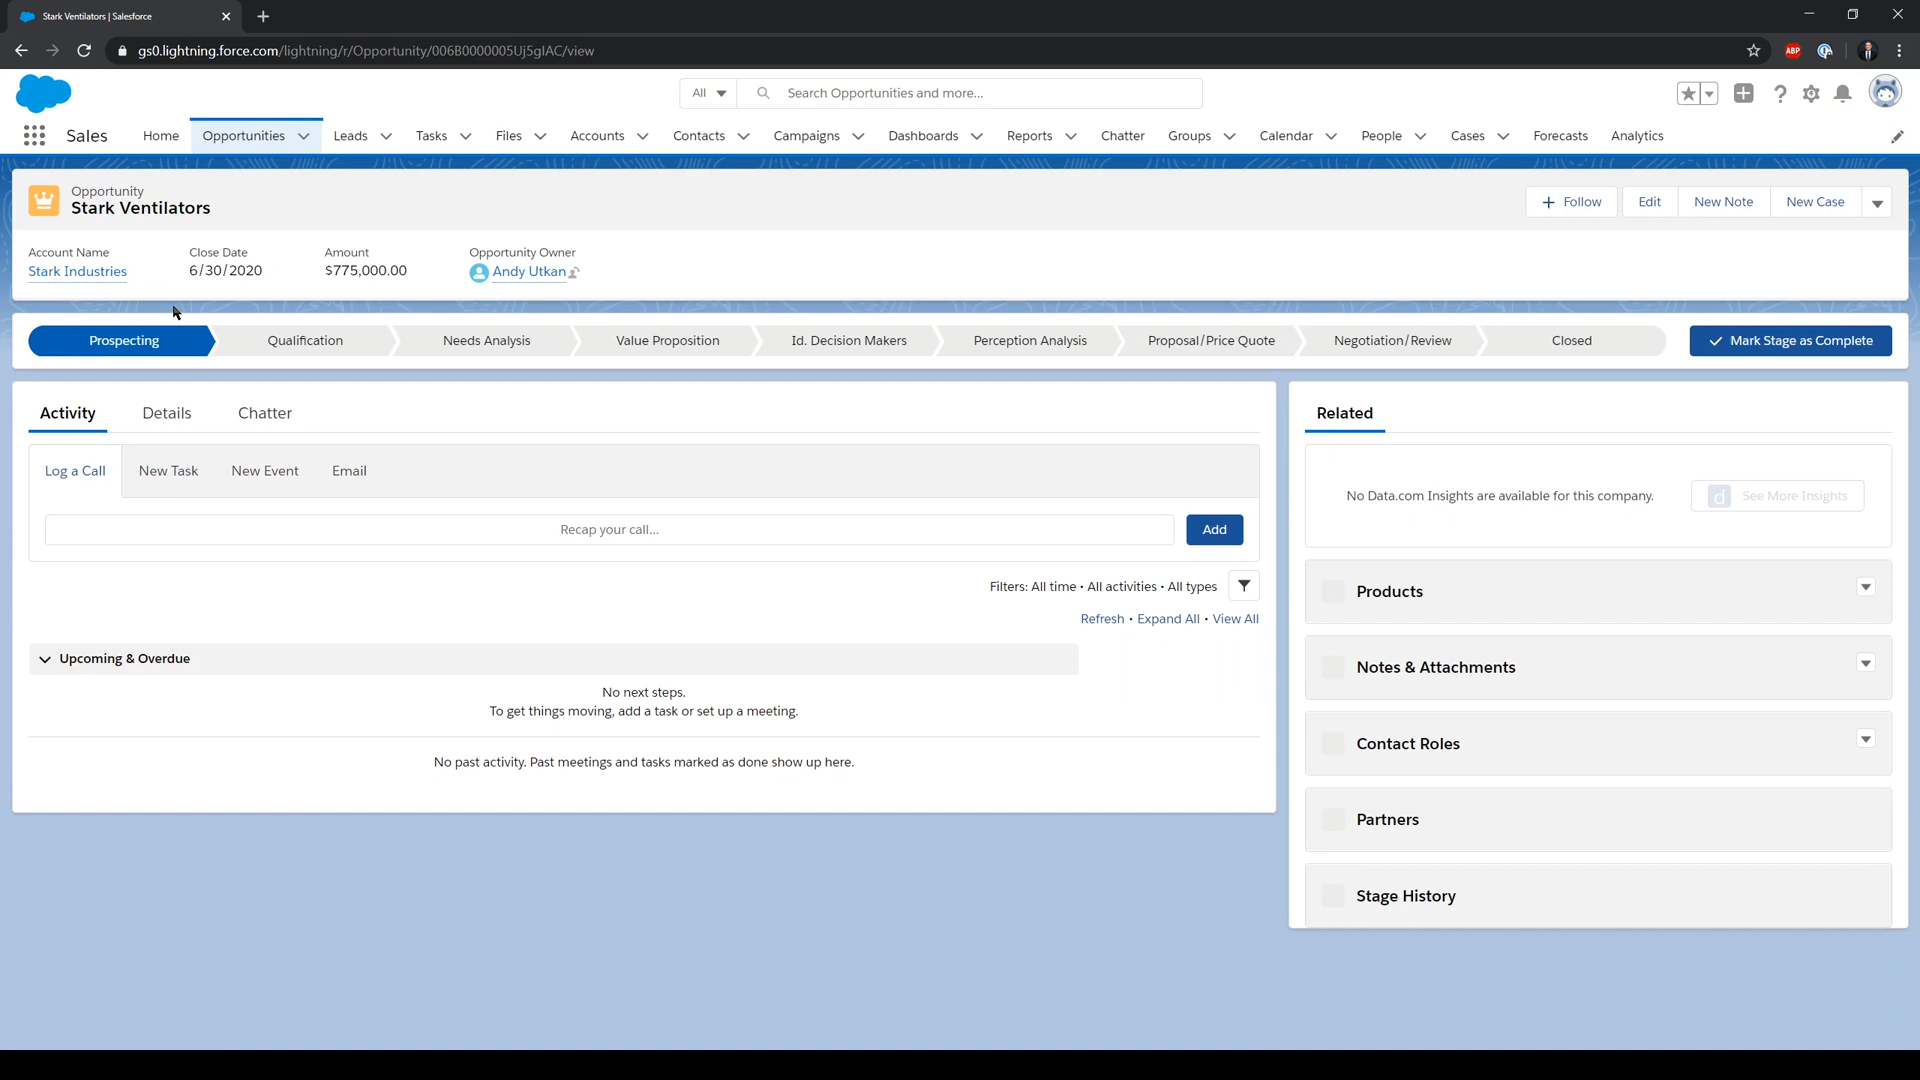 Stark Ventilators | Salesforce
gs0.lightning.force.com/lightning/r/Opportunity/006B0000005Uj5gIAC/view
ABP
All
Search Opportunities and more...
Sales Home Opportunities Leads Tasks Files Accounts Contacts Campaigns Dashboards Reports Chatter Groups Calendar People Cases Forecasts Analytics
Opportunity
Stark Ventilators
Follow Edit New Note New Case
Account Name Close Date Amount Opportunity Owner
Stark Industries 6/30/2020 $775,000.00 Andy Utkan
Prospecting Qualification Needs Analysis Value Proposition Id. Decision Makers Perception Analysis Proposal/Price Quote Negotiation/Review Closed Mark Stage as Complete
Activity Details Chatter
Log a Call New Task New Event Email
Recap your call... Add
Filters: All time • All activities • All types
Refresh • Expand All • View All
Upcoming & Overdue
No next steps.
To get things moving, add a task or set up a meeting.
No past activity. Past meetings and tasks marked as done show up here.
Related
No Data.com Insights are available for this company. d See More Insights
Products
Notes & Attachments
Contact Roles
Partners
Stage History